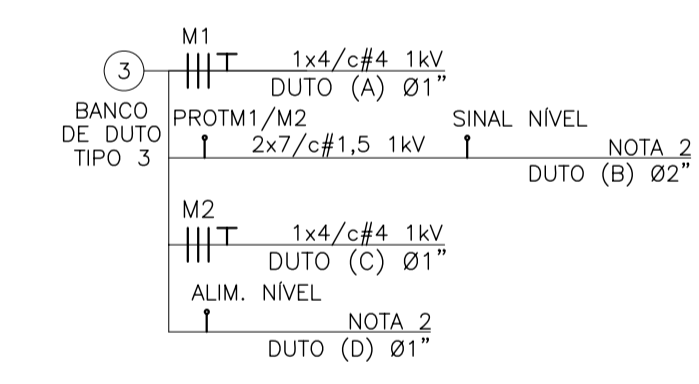 M1
3
1x4/c#4 1kV
DUTO (A) Ø1"
BANCO
DE DUTO
TIPO 3
PROTM1/M2
SINAL NÍVEL
2x7/c#1,5 1kV
NOTA 2
DUTO (B) Ø2"
M2
1x4/c#4 1kV
DUTO (C) Ø1"
ALIM. NÍVEL
NOTA 2
DUTO (D) Ø1"